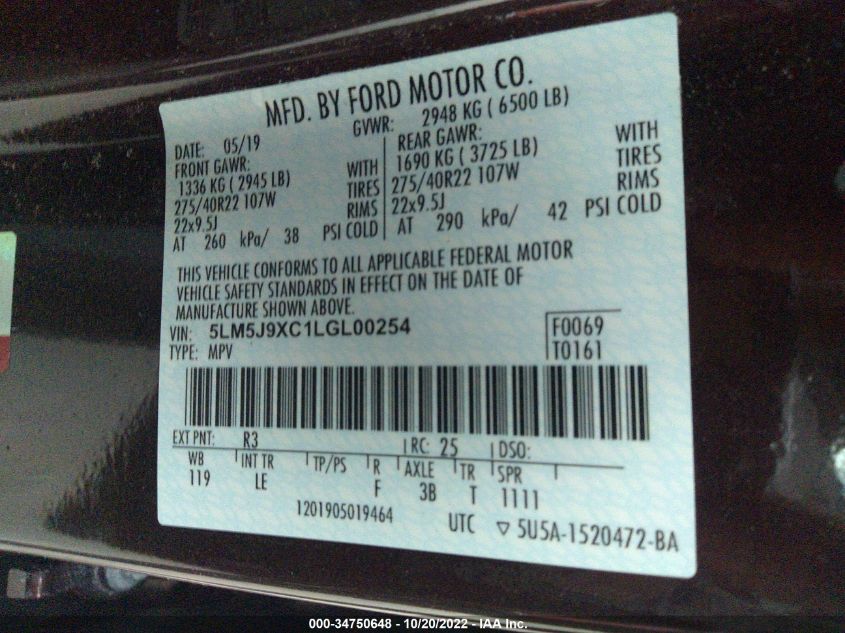 MFD. BY FORD MOTOR CO.
DATE: 05/19 GVWR: 2948 KG ( 6500 LB)
FRONT GAWR: REAR GAWR:
1336 KG ( 2945 LB) WITH 1690 KG ( 3725 LB) WITH
275/40R22 107W TIRES 275/40R22 107W TIRES
22x9.5J RIMS 22x9.5J RIMS
AT 260 kPa/ 38 PSI COLD AT 290 kPa/ 42 PSI COLD
THIS VEHICLE CONFORMS TO ALL APPLICABLE FEDERAL MOTOR
VEHICLE SAFETY STANDARDS IN EFFECT ON THE DATE OF
MANUFACTURE SHOWN ABOVE.
VIN: 5LM5J9XC1LGL00254 F0069
TYPE: MPV T0161
EXT PNT: R3 RC: 25 DSO:
WB INT TR TP/PS R AXLE TR SPR
119 LE F 3B T 1111
1201905019464 UTC ▽ 5U5A-1520472-BA
000-34750648 - 10/20/2022 - IAA Inc.